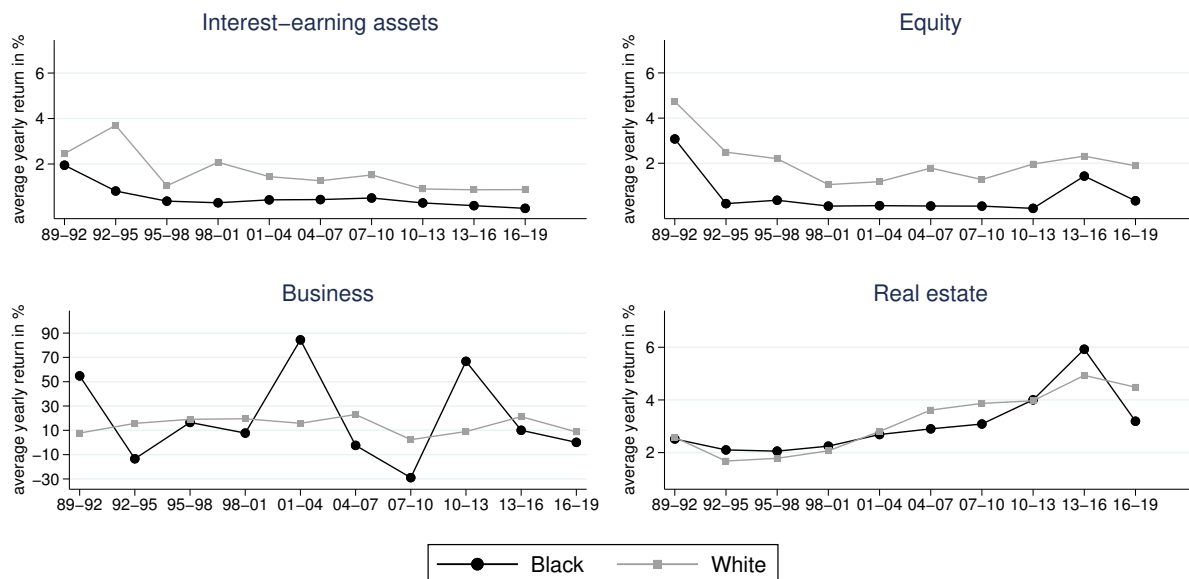 Interest–earning assets
average yearly return in %
6
4
2
89–92 92–95 95–98 98–01 01–04 04–07 07–10 10–13 13–16 16–19
Equity
average yearly return in %
6
4
2
89–92 92–95 95–98 98–01 01–04 04–07 07–10 10–13 13–16 16–19
Business
average yearly return in %
90
70
50
30
10
−10
−30
89–92 92–95 95–98 98–01 01–04 04–07 07–10 10–13 13–16 16–19
Real estate
average yearly return in %
6
4
2
89–92 92–95 95–98 98–01 01–04 04–07 07–10 10–13 13–16 16–19
Black White